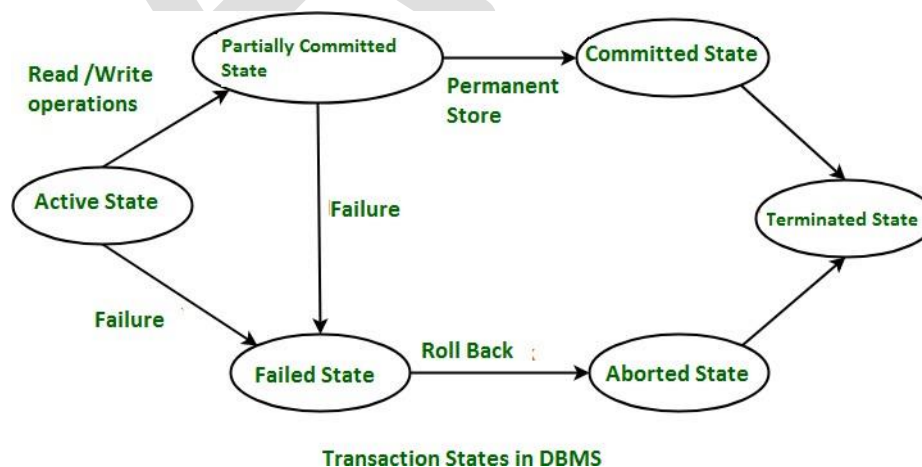 Partially Committed
State
Committed State
Read /Write
operations
Permanent
Store
Active State
Failure
Terminated State
Failure
Roll Back
Failed State
Aborted State
Transaction States in DBMS